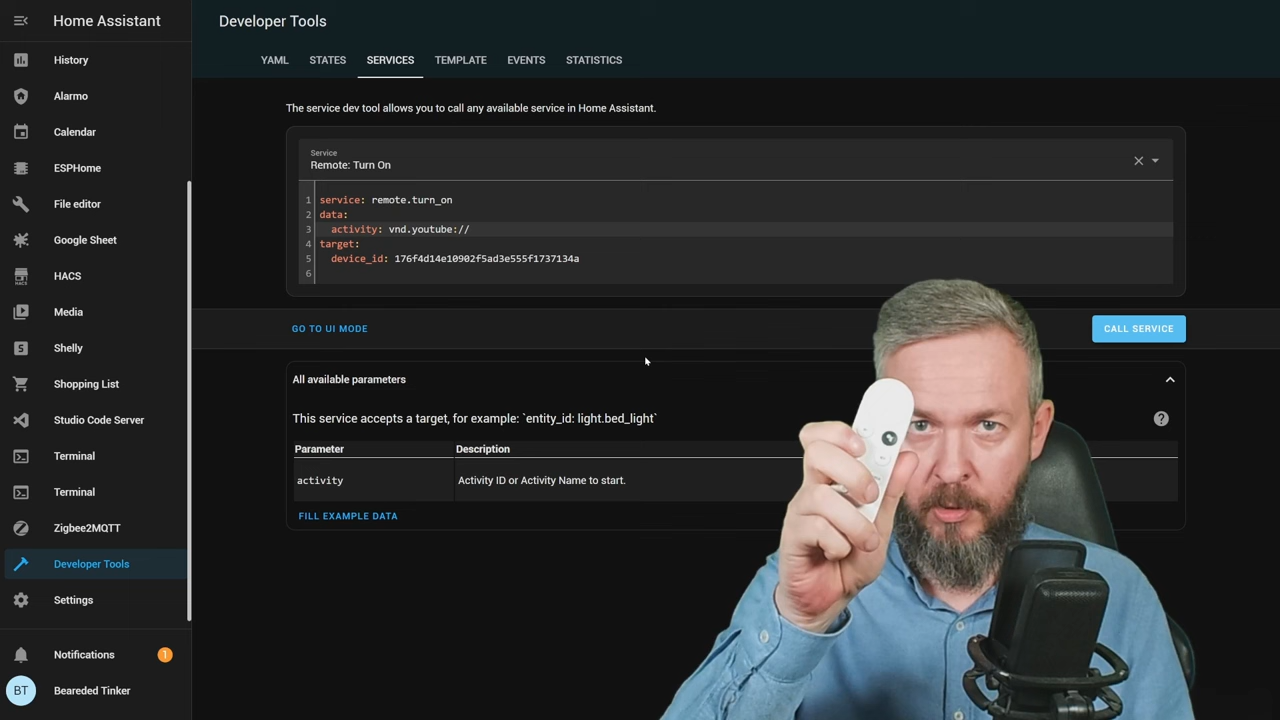 Home Assistant
History
Alarmo
Calendar
ESPHome
File editor
Google Sheet
HACS
HACS
Media
Shelly
Shopping List
Studio Code Server
Terminal
Terminal
Zigbee2MQTT
Developer Tools
Settings
Notifications 1
BT Beareded Tinker
Developer Tools
YAML STATES SERVICES TEMPLATE EVENTS STATISTICS
The service dev tool allows you to call any available service in Home Assistant.
Service
Remote: Turn On
1 service: remote.turn_on
2 data:
3 activity: vnd.youtube://
4 target:
5 device_id: 176f4d14e10902f5ad3e555f1737134a
6
GO TO UI MODE CALL SERVICE
All available parameters
This service accepts a target, for example: `entity_id: light.bed_light`
Parameter Description
activity Activity ID or Activity Name to start.
FILL EXAMPLE DATA